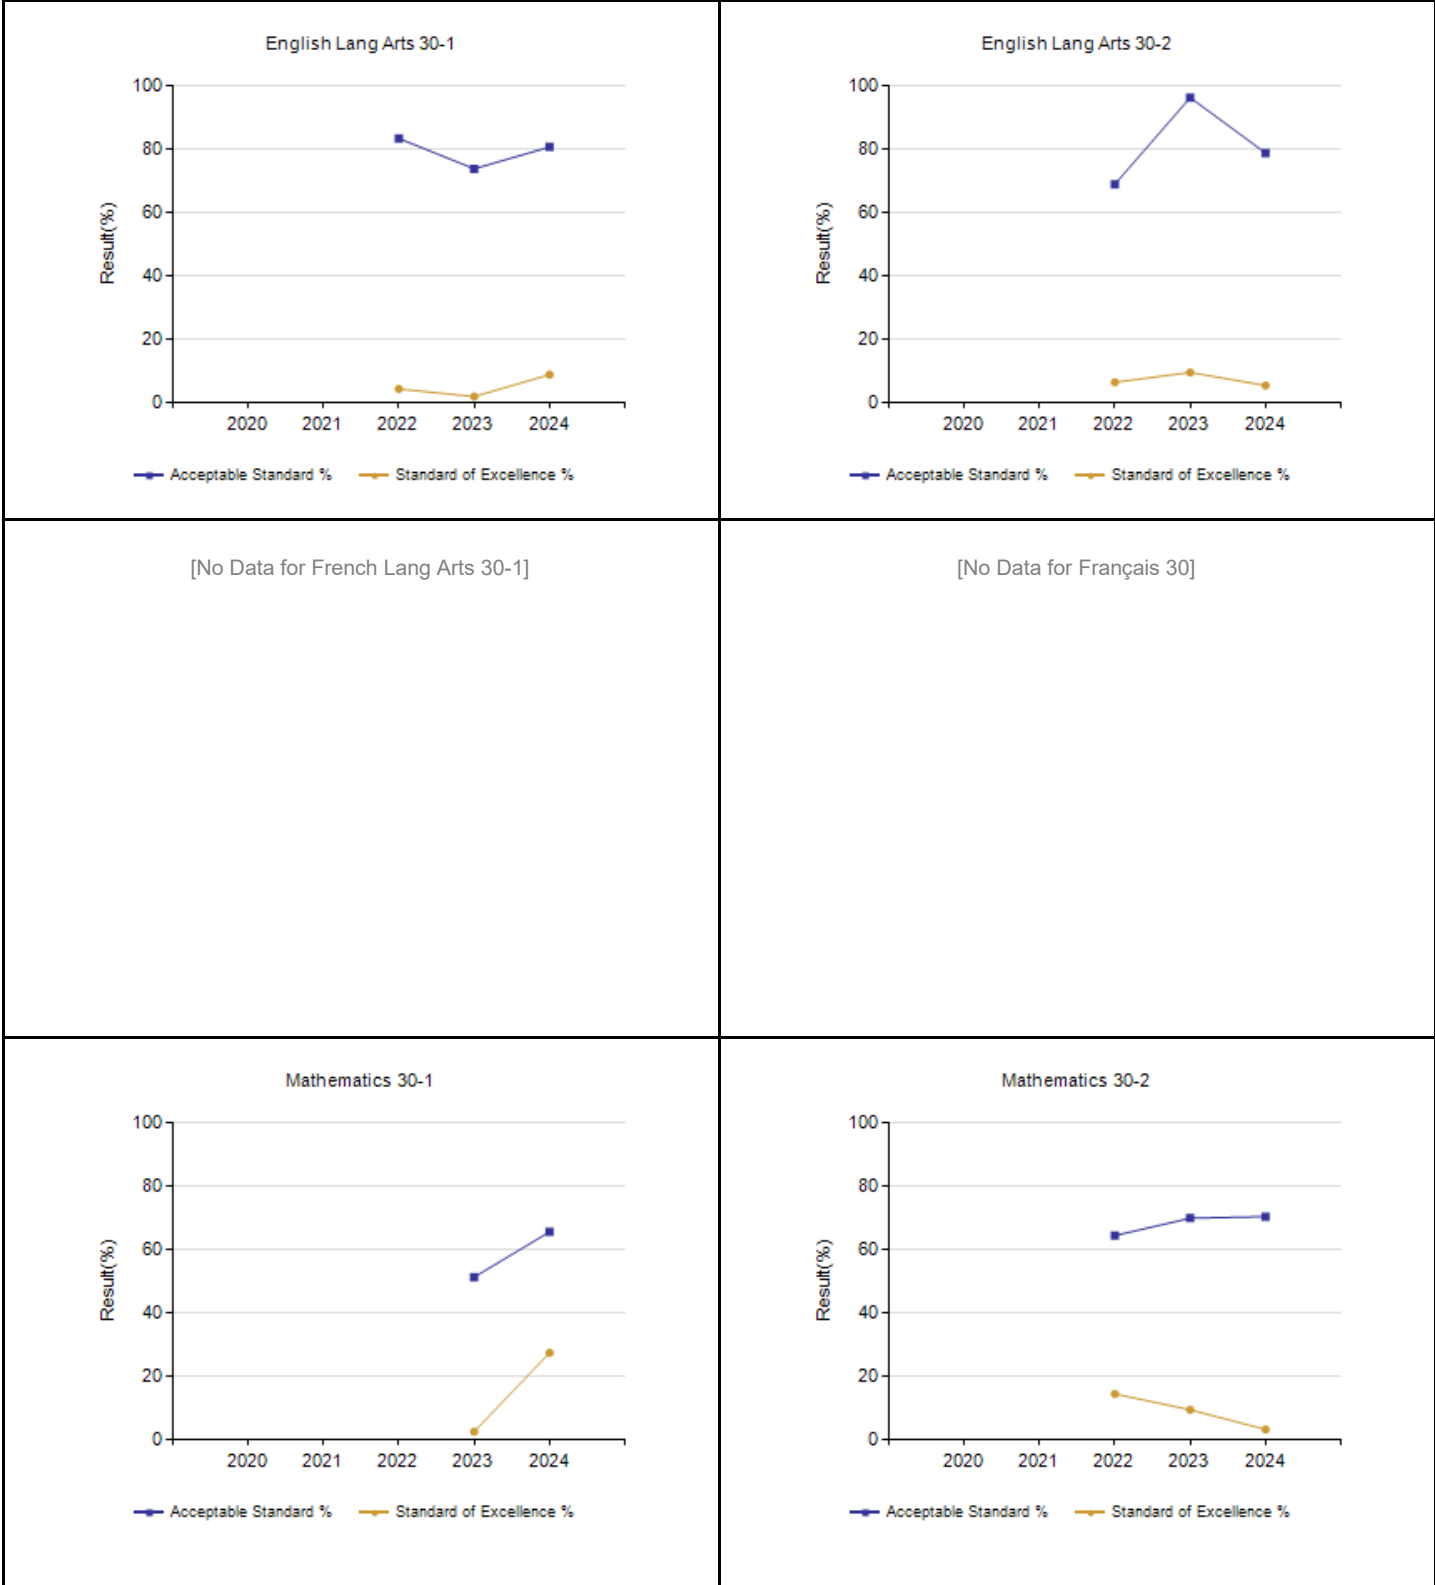 English Lang Arts 30-1
100
80
60
40
20
0
Result(%)
2020 2021 2022 2023 2024
Acceptable Standard % Standard of Excellence %
English Lang Arts 30-2
100
80
60
40
20
0
Result(%)
2020 2021 2022 2023 2024
Acceptable Standard % Standard of Excellence %
[No Data for French Lang Arts 30-1]
[No Data for Français 30]
Mathematics 30-1
100
80
60
40
20
0
Result(%)
2020 2021 2022 2023 2024
Acceptable Standard % Standard of Excellence %
Mathematics 30-2
100
80
60
40
20
0
Result(%)
2020 2021 2022 2023 2024
Acceptable Standard % Standard of Excellence %